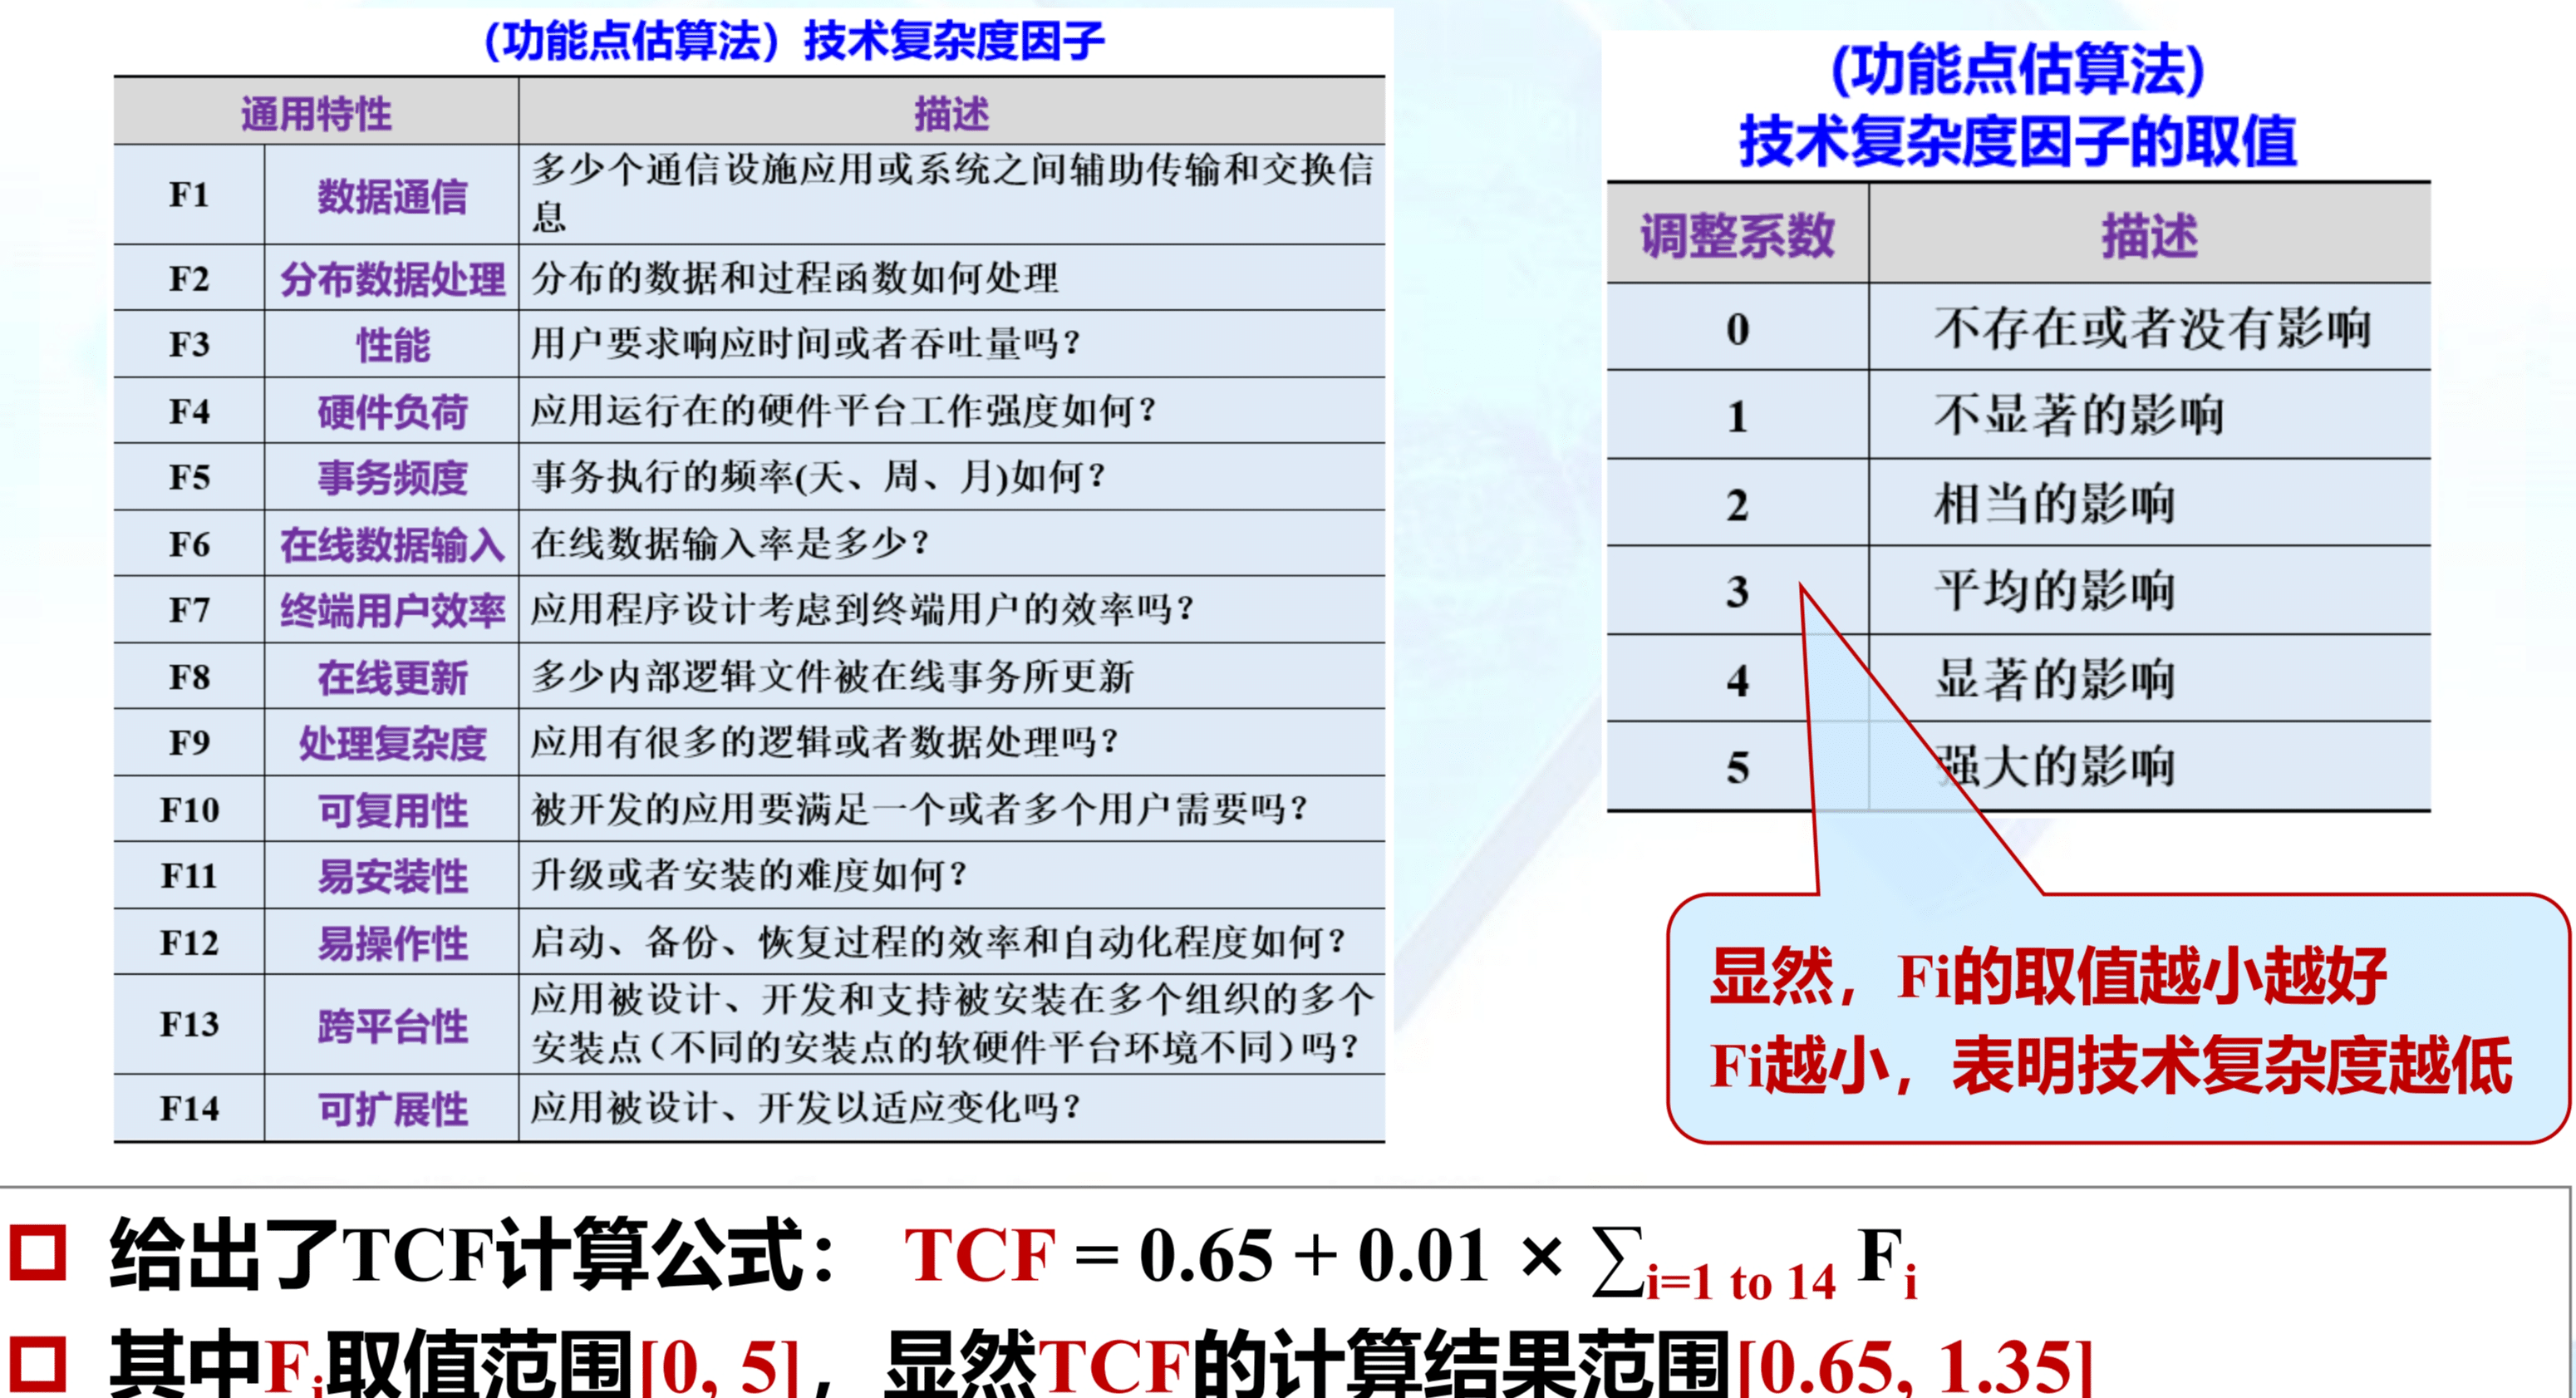 （功能点估算法）技术复杂度因子
通用特性 描述
F1 数据通信 多少个通信设施应用或系统之间辅助传输和交换信
息
F2 分布数据处理 分布的数据和过程函数如何处理
F3 性能 用户要求响应时间或者吞吐量吗？
F4 硬件负荷 应用运行在的硬件平台工作强度如何？
F5 事务频度 事务执行的频率(天、周、月)如何？
F6 在线数据输入 在线数据输入率是多少？
F7 终端用户效率 应用程序设计考虑到终端用户的效率吗？
F8 在线更新 多少内部逻辑文件被在线事务所更新
F9 处理复杂度 应用有很多的逻辑或者数据处理吗？
F10 可复用性 被开发的应用要满足一个或者多个用户需要吗？
F11 易安装性 升级或者安装的难度如何？
F12 易操作性 启动、备份、恢复过程的效率和自动化程度如何？
F13 跨平台性 应用被设计、开发和支持被安装在多个组织的多个
安装点（不同的安装点的软硬件平台环境不同）吗？
F14 可扩展性 应用被设计、开发以适应变化吗？
(功能点估算法)
技术复杂度因子的取值
调整系数 描述
0 不存在或者没有影响
1 不显著的影响
2 相当的影响
3 平均的影响
4 显著的影响
5 强大的影响
显然，Fi的取值越小越好
Fi越小，表明技术复杂度越低
给出了TCF计算公式： TCF = 0.65 + 0.01 × ∑i=1 to 14 Fi
其中Fi取值范围[0, 5]，显然TCF的计算结果范围[0.65, 1.35]